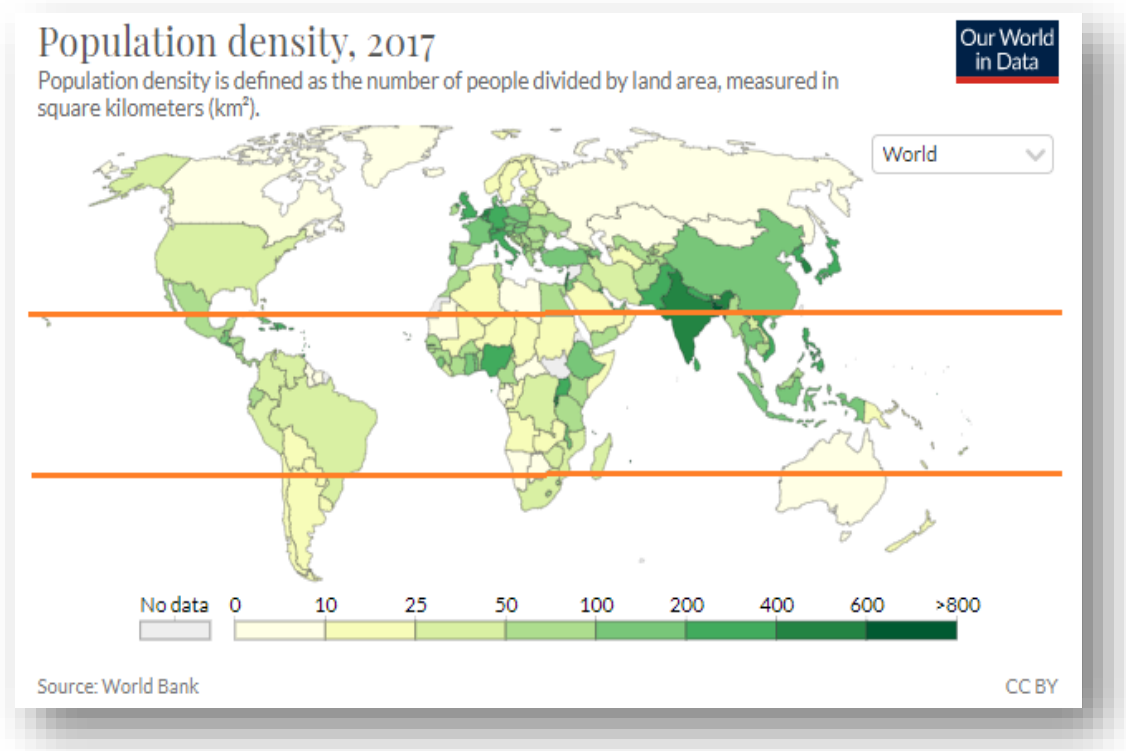 Population density, 2017
Our World
in Data
Population density is defined as the number of people divided by land area, measured in
square kilometers (km²).
World
No data 0 10 25 50 100 200 400 600 >800
Source: World Bank
CC BY